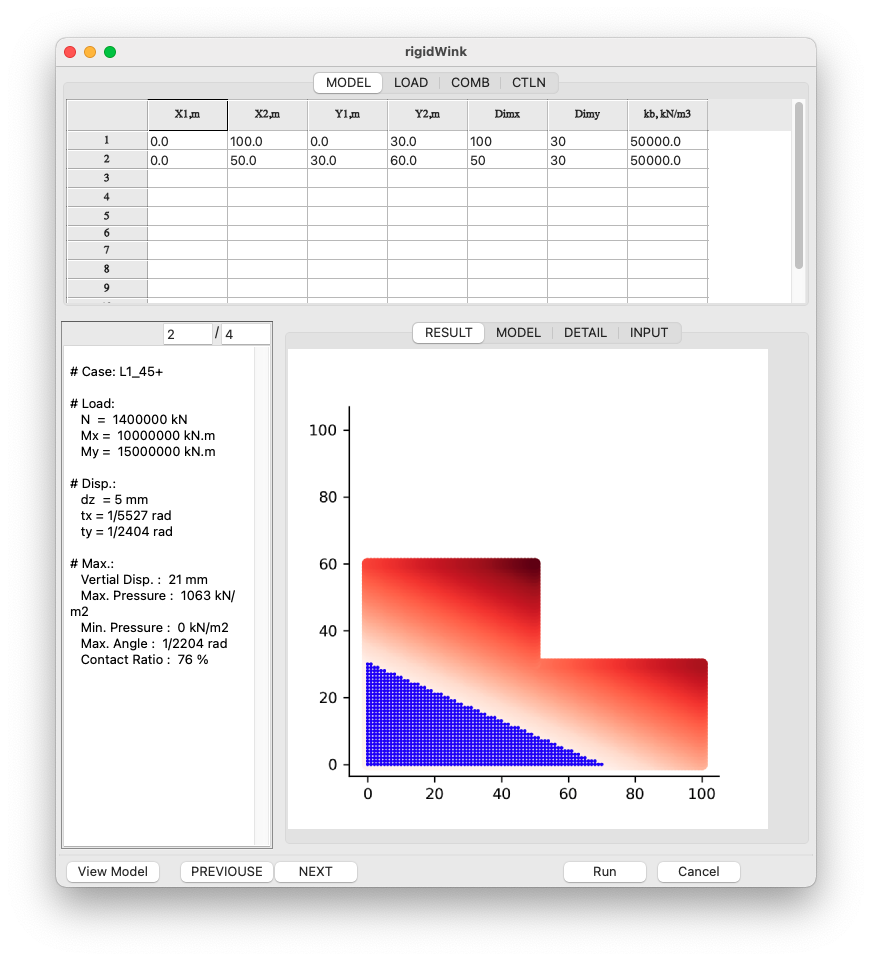 rigidWink
MODEL LOAD COMB CTLN
X1,m X2,m Y1,m Y2,m Dimx Dimy kb, kN/m3
1 0.0 100.0 0.0 30.0 100 30 50000.0
2 0.0 50.0 30.0 60.0 50 30 50000.0
3
4
5
6
7
8
9
2 / 4
# Case: L1_45+
# Load:
N = 1400000 kN
Mx = 10000000 kN.m
My = 15000000 kN.m
# Disp.:
dz = 5 mm
tx = 1/5527 rad
ty = 1/2404 rad
# Max.:
Vertial Disp. : 21 mm
Max. Pressure : 1063 kN/
m2
Min. Pressure : 0 kN/m2
Max. Angle : 1/2204 rad
Contact Ratio : 76 %
RESULT MODEL DETAIL INPUT
100
80
60
40
20
0
0 20 40 60 80 100
View Model PREVIOUSE NEXT Run Cancel